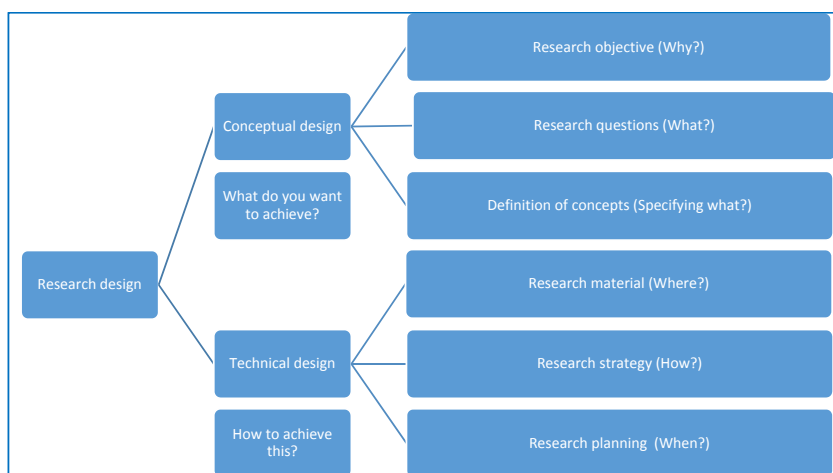 Research design
Conceptual design
What do you want
to achieve?
Technical design
How to achieve
this?
Research objective (Why?)
Research questions (What?)
Definition of concepts (Specifying what?)
Research material (Where?)
Research strategy (How?)
Research planning  (When?)